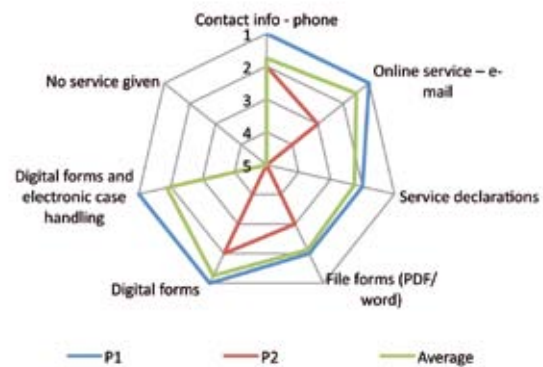 Contact info - phone
1
2
3
4
5
Online service – e-
mail
Service declarations
File forms (PDF/
word)
Digital forms
Digital forms and
electronic case
handling
No service given
P1
P2
Average